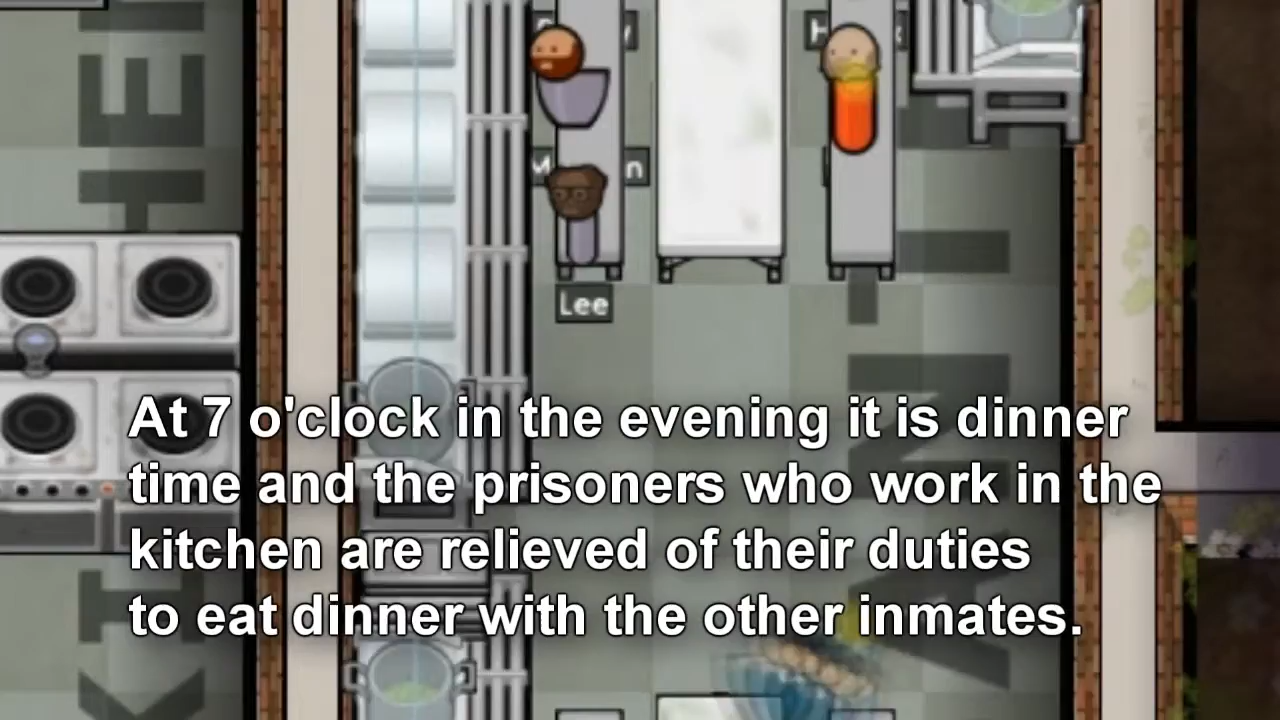 Lee
At 7 o'clock in the evening it is dinner
time and the prisoners who work in the
kitchen are relieved of their duties
to eat dinner with the other inmates.